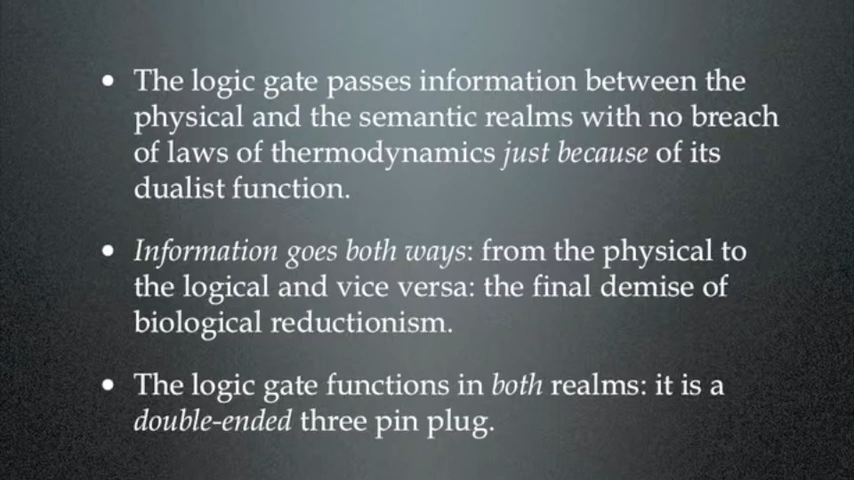 • The logic gate passes information between the
physical and the semantic realms with no breach
of laws of thermodynamics just because of its
dualist function.
• Information goes both ways: from the physical to
the logical and vice versa: the final demise of
biological reductionism.
• The logic gate functions in both realms: it is a
double-ended three pin plug.